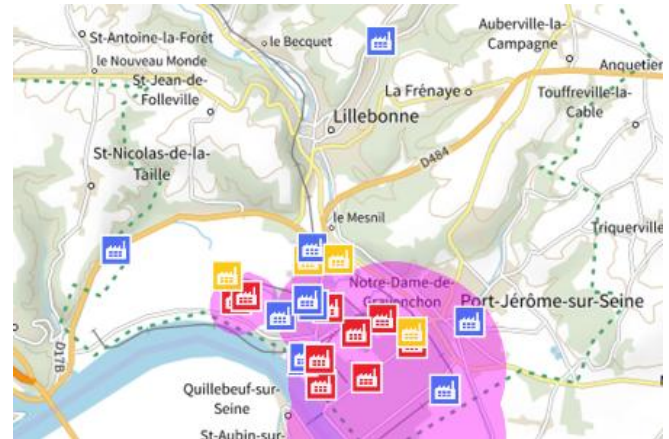 Auberville-la-
Campagne
St-Antoine-la-Forêt
le Becquet
le Nouveau Monde
Anquetier
St-Jean-de-
Folleville
La Frénaye
Touffreville-la-
Cable
Lillebonne
St-Nicolas-de-la-
Taille
D484
le Mesnil
Triquerville
Notre-Dame-de-
Gravenchon
Port-Jérôme-sur-Seine
D17B
Quillebeuf-sur-
Seine
St-Aubin-sur-